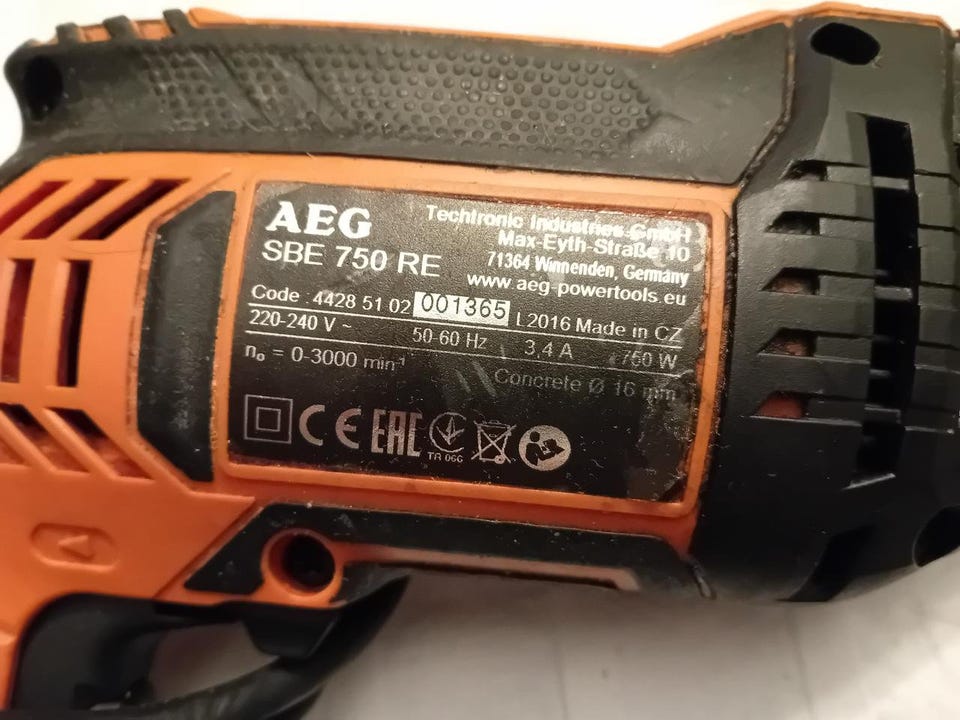 AEG
SBE 750 RE
Techtronic Industries GmbH
Max-Eyth-Straße 10
71364 Winnenden, Germany
www.aeg-powertools.eu
Code : 4428 51 02 001365 L2016 Made in CZ
220-240 V ~ 50-60 Hz 3,4 A 750 W
n₀ = 0-3000 min⁻¹ Concrete Ø 16 mm
CE EAC
TR 066